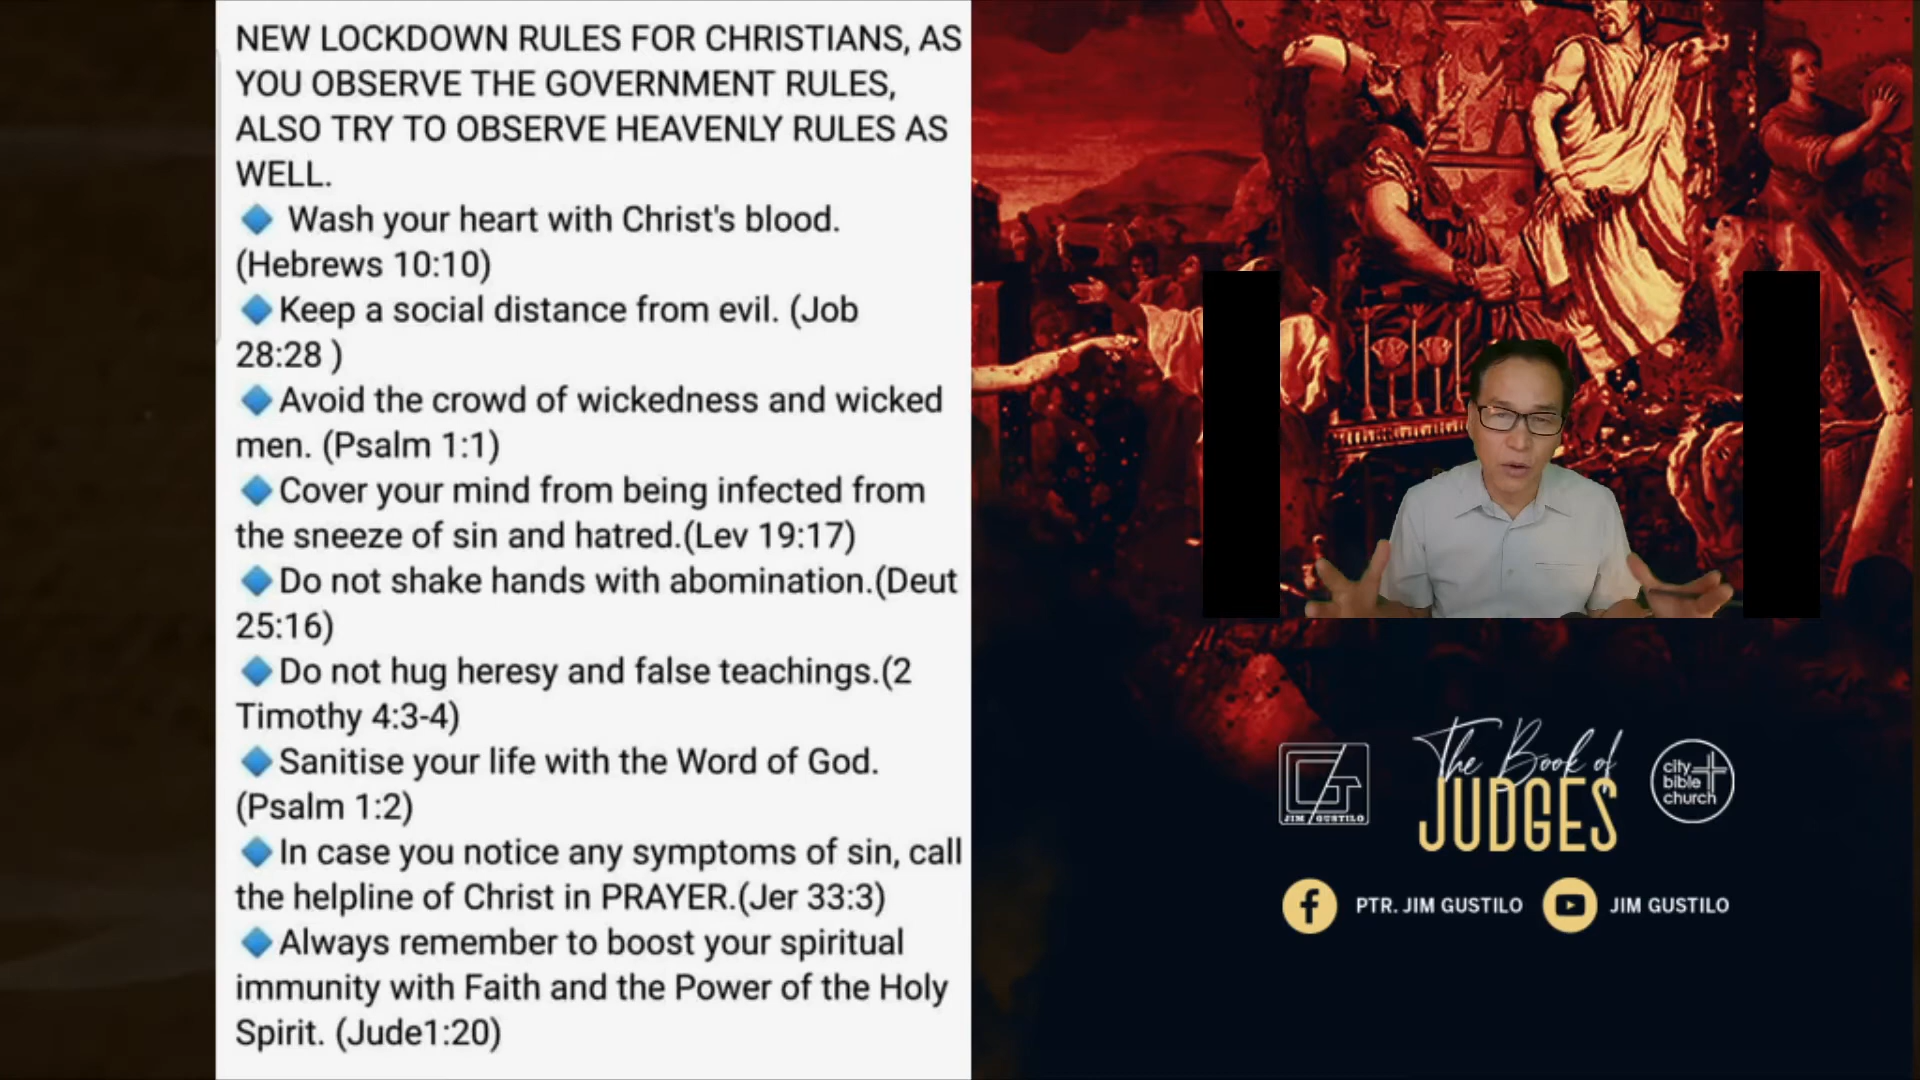 NEW LOCKDOWN RULES FOR CHRISTIANS, AS
YOU OBSERVE THE GOVERNMENT RULES,
ALSO TRY TO OBSERVE HEAVENLY RULES AS
WELL.
🔷 Wash your heart with Christ's blood.
(Hebrews 10:10)
🔷Keep a social distance from evil. (Job
28:28 )
🔷Avoid the crowd of wickedness and wicked
men. (Psalm 1:1)
🔷Cover your mind from being infected from
the sneeze of sin and hatred.(Lev 19:17)
🔷Do not shake hands with abomination.(Deut
25:16)
🔷Do not hug heresy and false teachings.(2
Timothy 4:3-4)
🔷Sanitise your life with the Word of God.
(Psalm 1:2)
🔷In case you notice any symptoms of sin, call
the helpline of Christ in PRAYER.(Jer 33:3)
🔷Always remember to boost your spiritual
immunity with Faith and the Power of the Holy
Spirit. (Jude1:20)
JIM GUSTILO
The Book of
JUDGES
city
bible
church
PTR. JIM GUSTILO
JIM GUSTILO